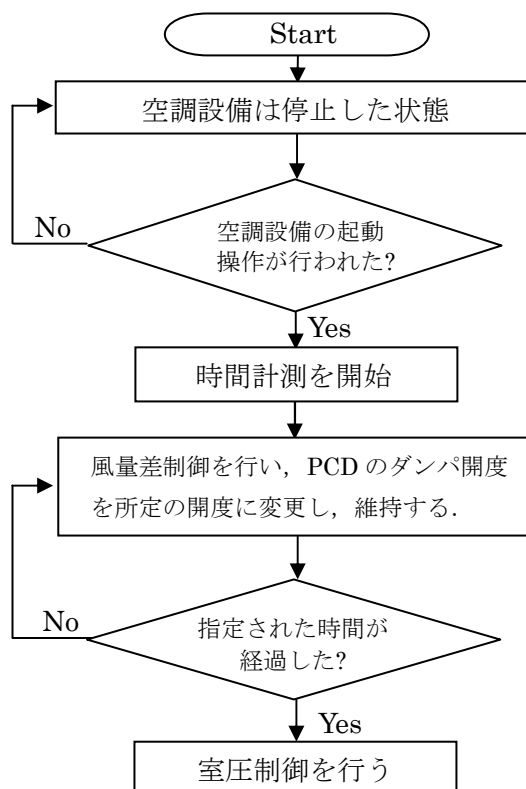 Start
空調設備は停止した状態
No
空調設備の起動
操作が行われた?
Yes
時間計測を開始
風量差制御を行い，PCD のダンパ開度
を所定の開度に変更し，維持する．
No
指定された時間が
経過した?
Yes
室圧制御を行う